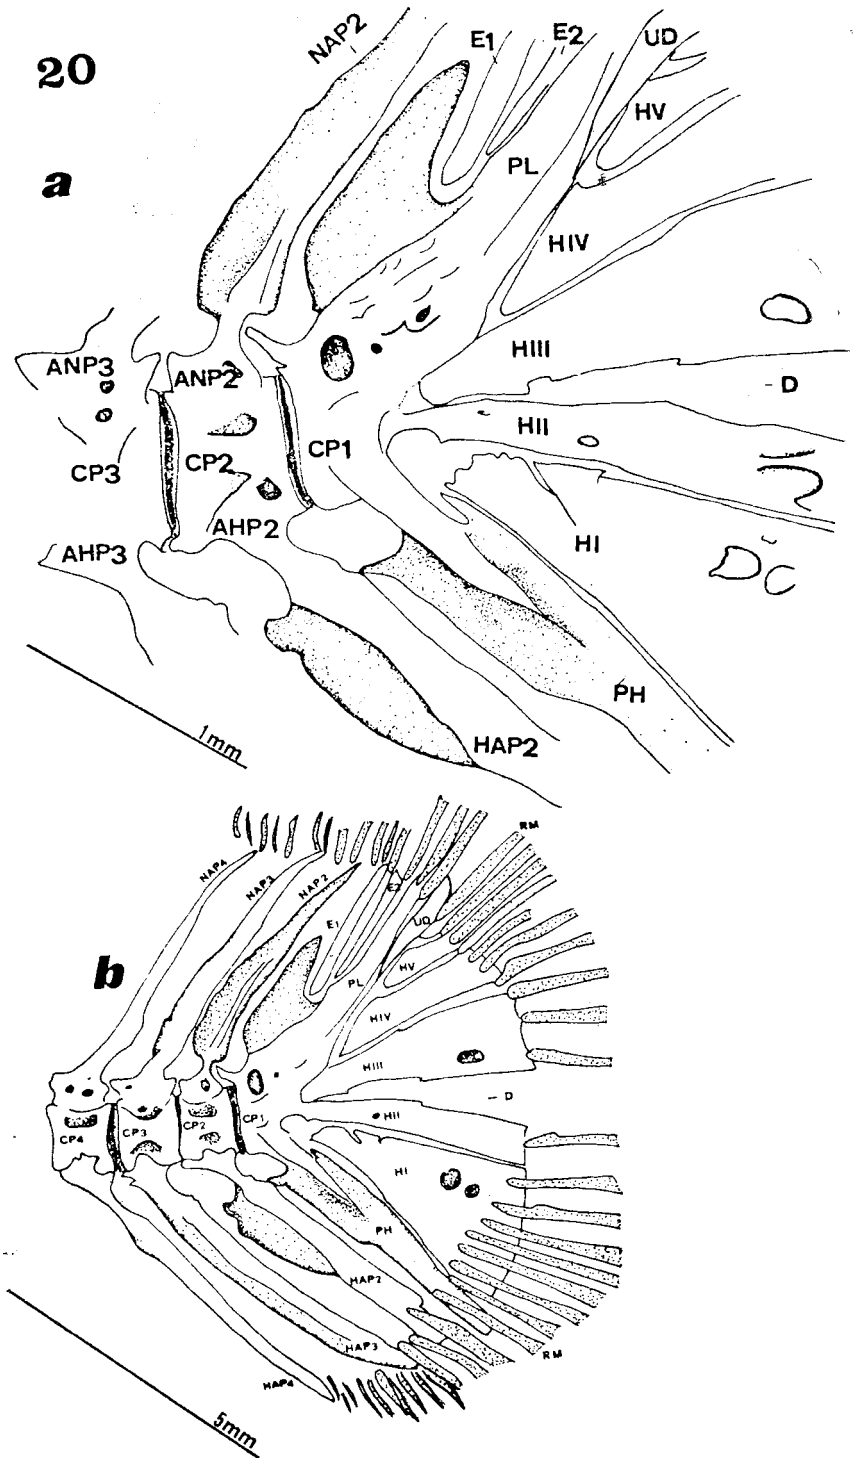 20
a
NAP2
E1
E2
UD
HV
PL
HIV
HIII
ANP3
ANP2
D
HII
CP3
CP2
CP1
AHP3
AHP2
HI
PH
HAP2
1mm
b
NAP4
NAP3
NAP2
E1
E2
RM
UD
PL
HV
HIV
HIII
D
CP4
CP3
CP2
CP1
HII
HI
PH
HAP2
HAP3
HAP4
RM
5mm